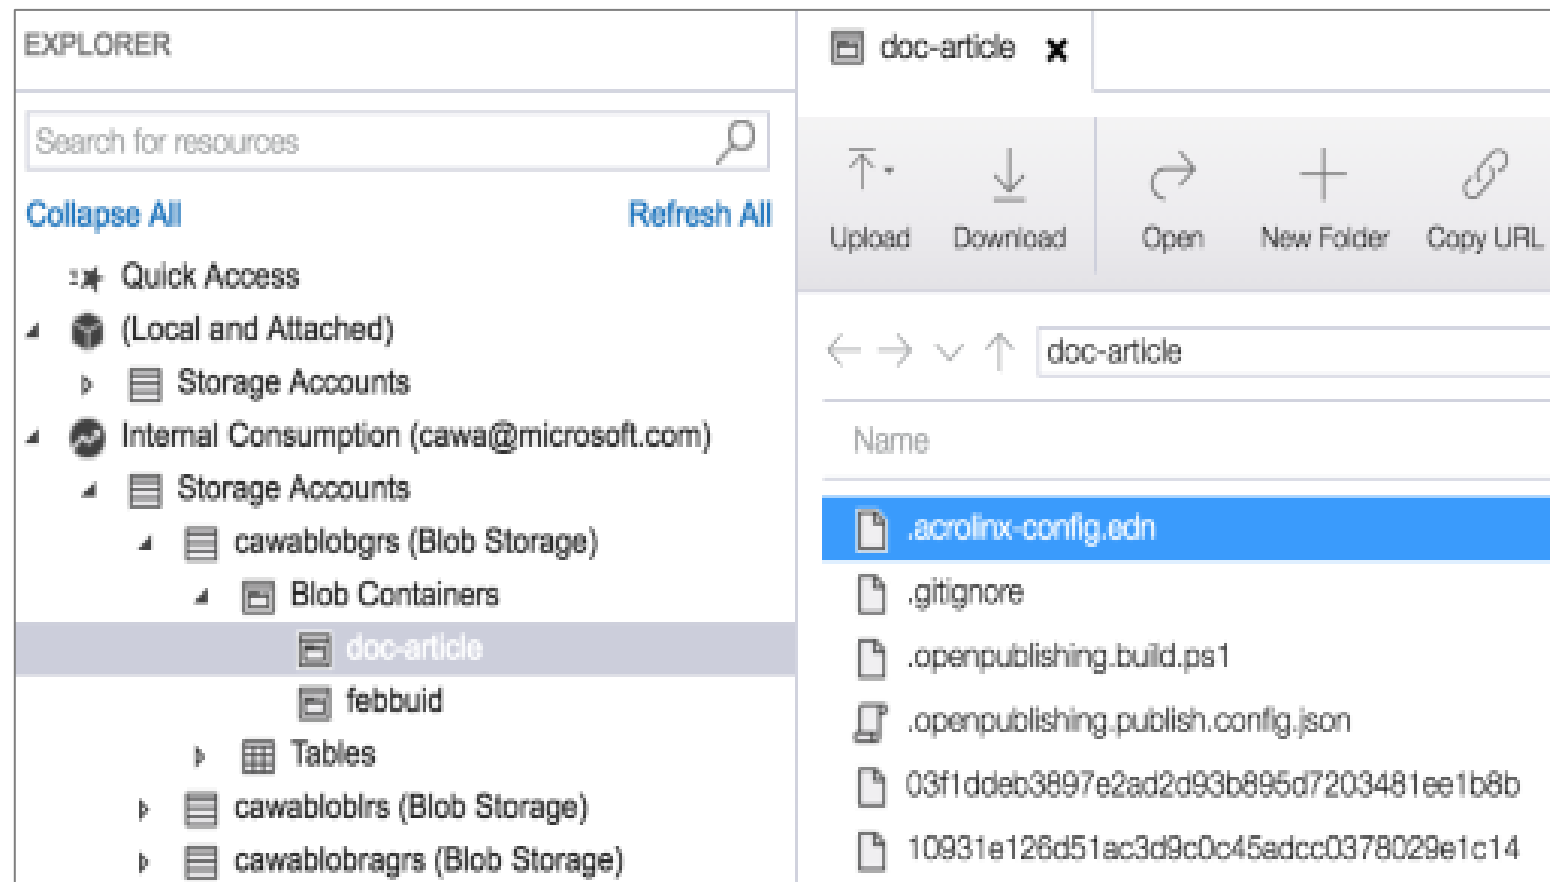 EXPLORER
Search for resources
Collapse All
Refresh All
Quick Access
(Local and Attached)
Storage Accounts
Internal Consumption (cawa@microsoft.com)
Storage Accounts
cawablobgrs (Blob Storage)
Blob Containers
doc-article
febbuid
Tables
cawabloblrs (Blob Storage)
cawablobragrs (Blob Storage)
doc-article
Upload
Download
Open
New Folder
Copy URL
doc-article
Name
.acrolinx-config.edn
.gitignore
.openpublishing.build.ps1
.openpublishing.publish.config.json
03f1ddeb3897e2ad2d93b895d7203481ee1b8b
10931e126d51ac3d9c0c45adcc0378029e1c14